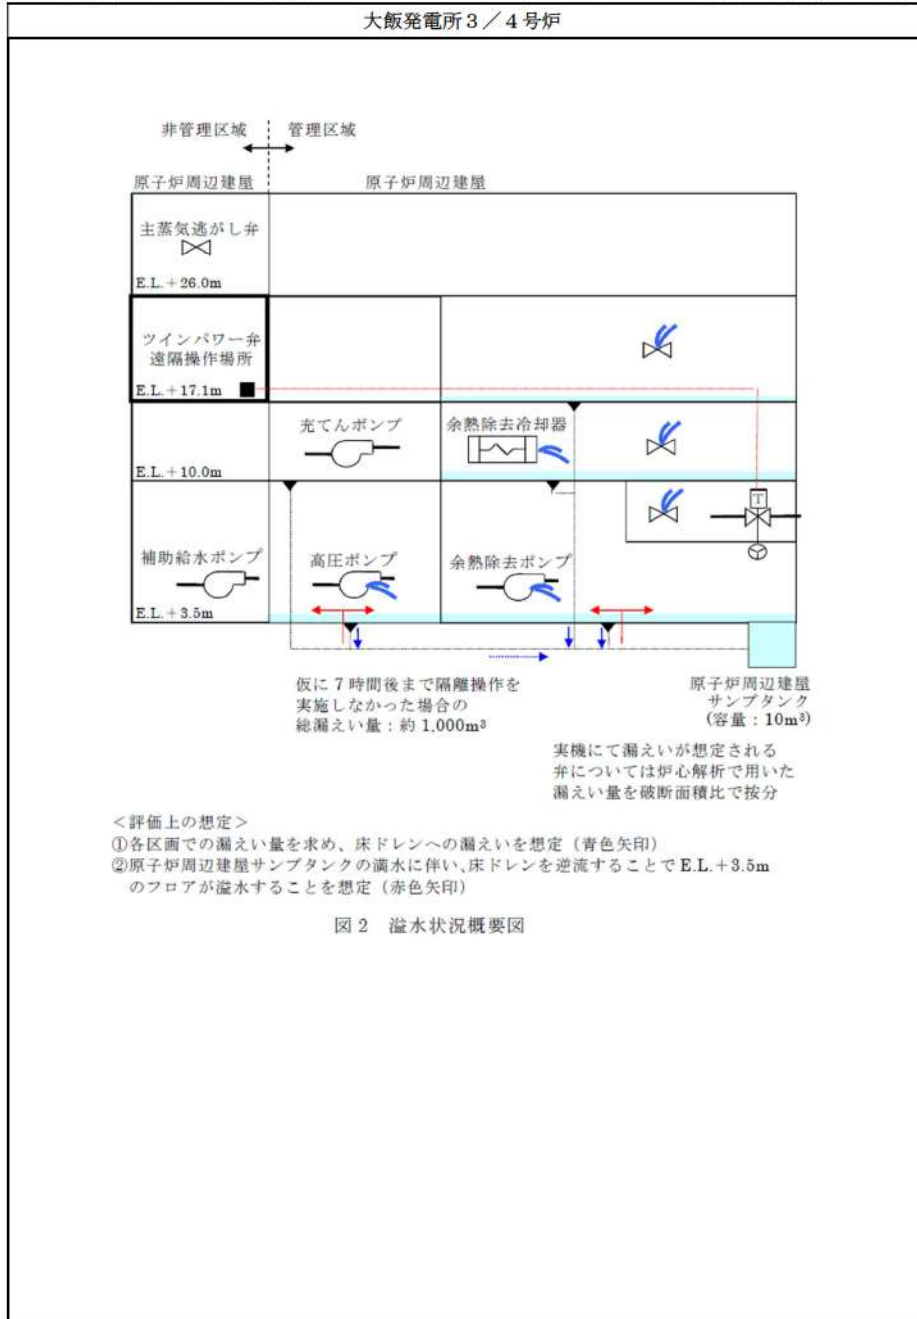 大飯発電所3/4号炉
非管理区域 管理区域
原子炉周辺建屋 原子炉周辺建屋
主蒸気逃がし弁
E.L.+26.0m
ツインパワー弁
遠隔操作場所
E.L.+17.1m
充てんポンプ
余熱除去冷却器
E.L.+10.0m
T
補助給水ポンプ
高圧ポンプ
余熱除去ポンプ
E.L.+3.5m
仮に7時間後まで隔離操作を
実施しなかった場合の
総漏えい量:約1,000m³
原子炉周辺建屋
サンプタンク
(容量:10m³)
実機にて漏えいが想定される
弁については炉心解析で用いた
漏えい量を破断面積比で按分
<評価上の想定>
①各区画での漏えい量を求め、床ドレンへの漏えいを想定(青色矢印)
②原子炉周辺建屋サンプタンクの満水に伴い、床ドレンを逆流することでE.L.+3.5m
のフロアが溢水することを想定(赤色矢印)
図2 溢水状況概要図